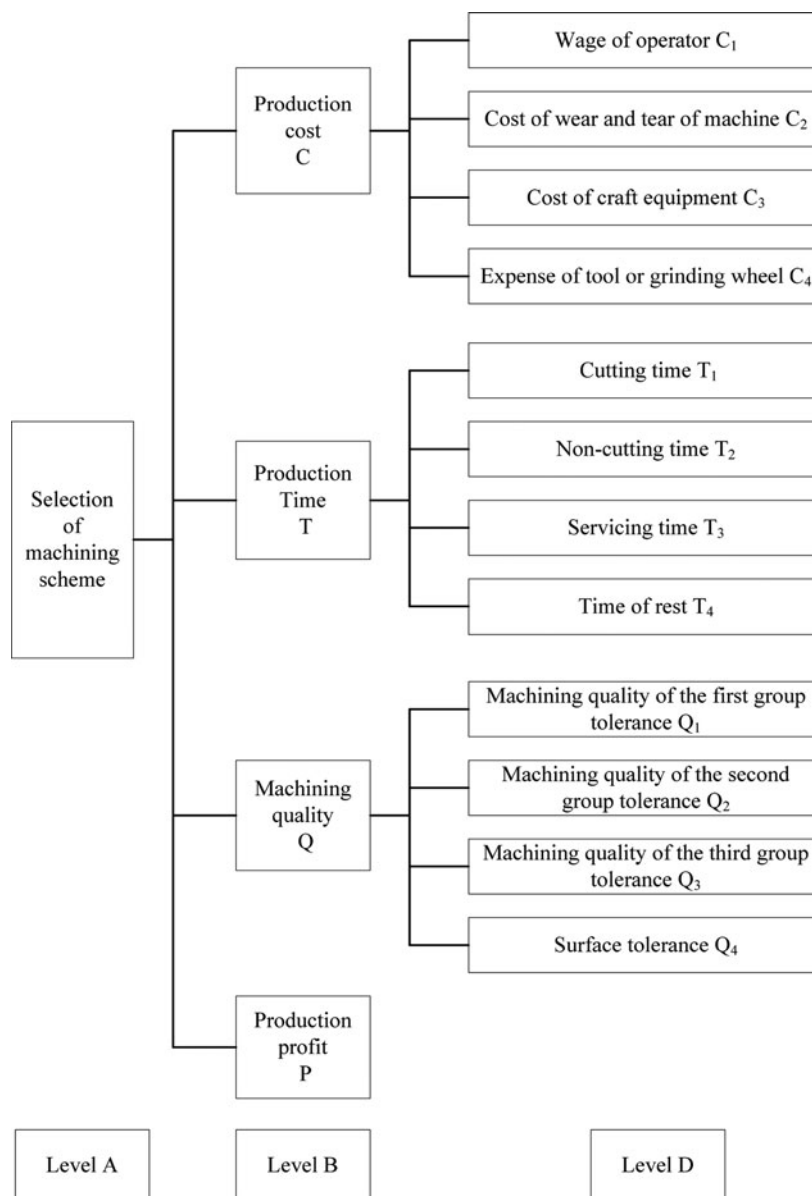 Selection
of
machining
scheme
Production
cost
C
Wage of operator C₁
Cost of wear and tear of machine C₂
Cost of craft equipment C₃
Expense of tool or grinding wheel C₄
Production
Time
T
Cutting time T₁
Non-cutting time T₂
Servicing time T₃
Time of rest T₄
Machining
quality
Q
Machining quality of the first group
tolerance Q₁
Machining quality of the second
group tolerance Q₂
Machining quality of the third group
tolerance Q₃
Surface tolerance Q₄
Production
profit
P
Level A
Level B
Level D